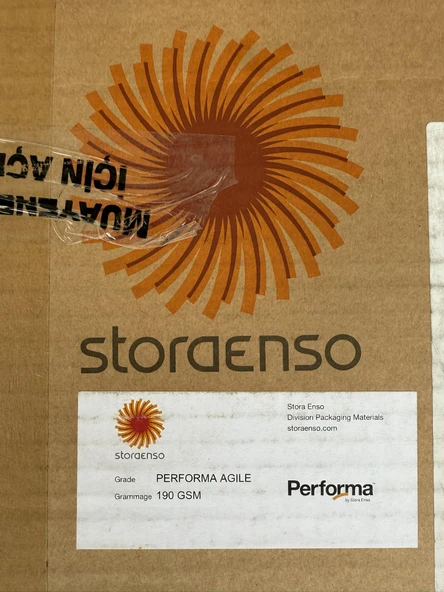 MUAYENE
İÇİN AÇI
storaenso
storaenso
Stora Enso
Division Packaging Materials
storaenso.com
Grade PERFORMA AGILE
Grammage 190 GSM
Performa
by Stora Enso